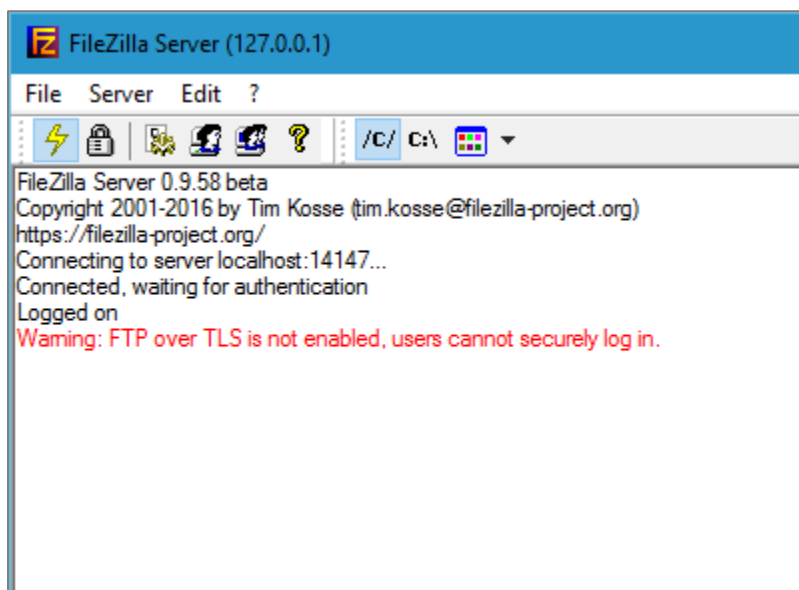 FileZilla Server (127.0.0.1)
File Server Edit ?
/C/ C:\
FileZilla Server 0.9.58 beta
Copyright 2001-2016 by Tim Kosse (tim.kosse@filezilla-project.org)
https://filezilla-project.org/
Connecting to server localhost:14147...
Connected, waiting for authentication
Logged on
Warning: FTP over TLS is not enabled, users cannot securely log in.